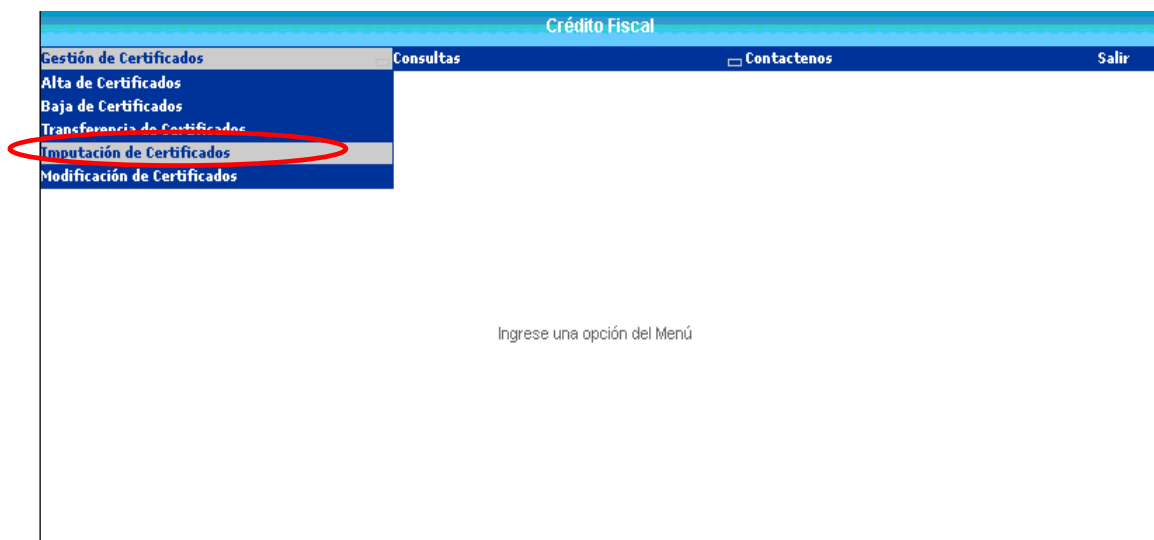 Crédito Fiscal
Gestión de Certificados Consultas Contactenos Salir
Alta de Certificados
Baja de Certificados
Transferencia de Certificados
Imputación de Certificados
Modificación de Certificados
Ingrese una opción del Menú